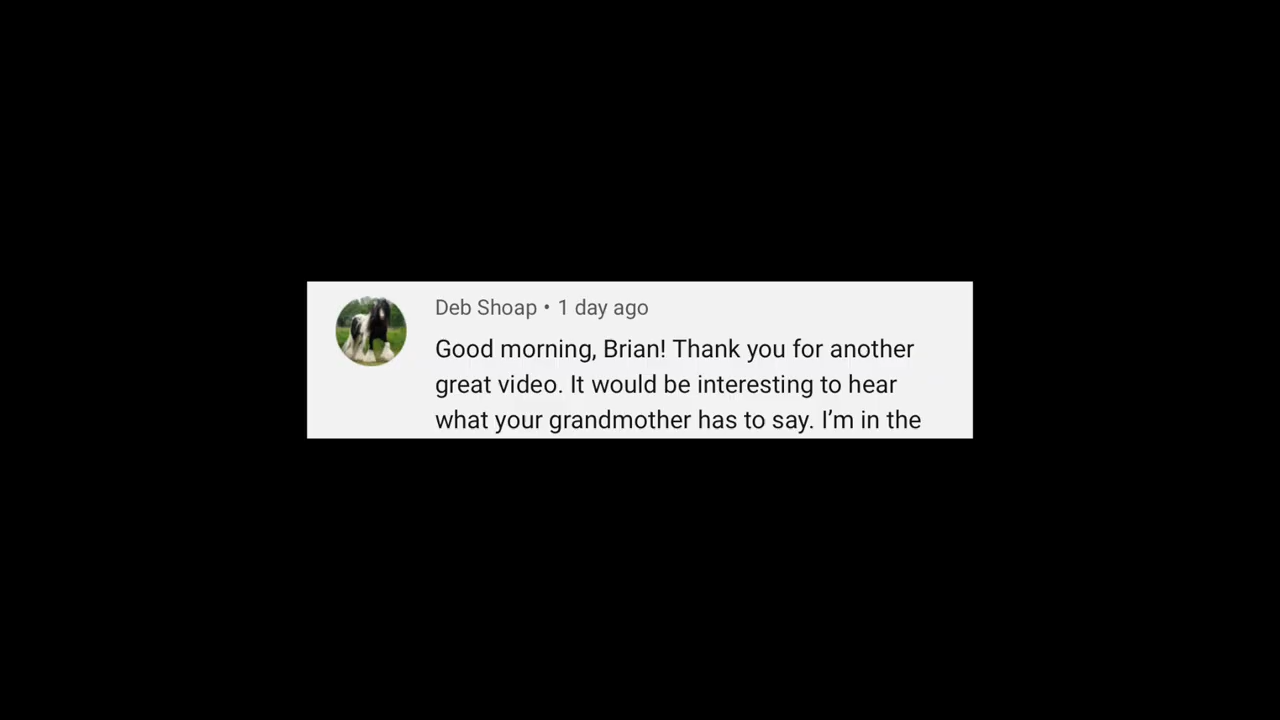 Deb Shoap • 1 day ago
Good morning, Brian! Thank you for another
great video. It would be interesting to hear
what your grandmother has to say. I’m in the